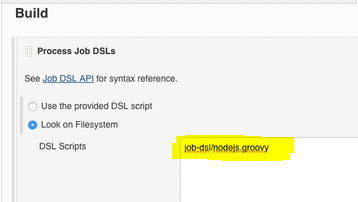 Build
Process Job DSLs
See Job DSL API for syntax reference.
Use the provided DSL script
Look on Filesystem
DSL Scripts
job-dsl/nodejs.groovy